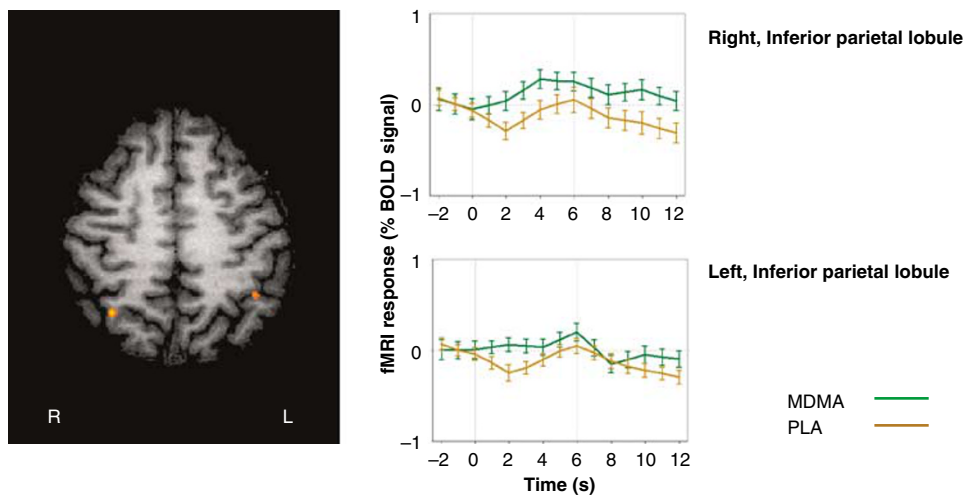 R L
fMRI response (% BOLD signal)
1
0
−1
−2 0 2 4 6 8 10 12
Right, Inferior parietal lobule
1
0
−1
−2 0 2 4 6 8 10 12
Time (s)
Left, Inferior parietal lobule
MDMA
PLA